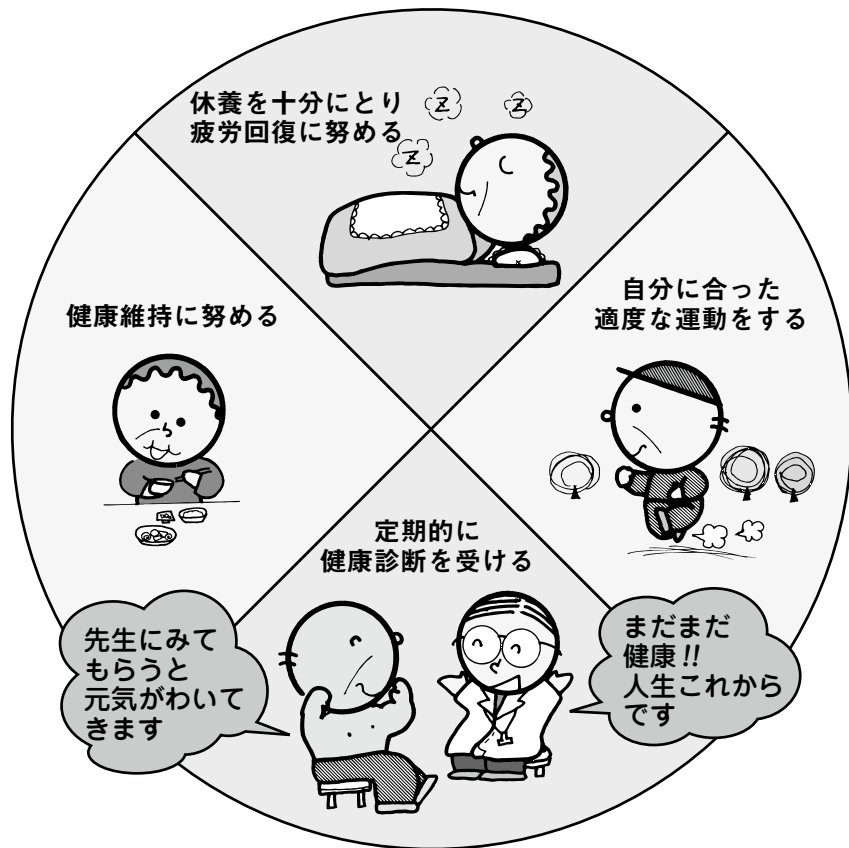 休養を十分にとり
疲労回復に努める
z
z
z
自分に合った
適度な運動をする
健康維持に努める
定期的に
健康診断を受ける
先生にみて
もらうと
元気がわいて
きます
まだまだ
健康!!
人生これから
です